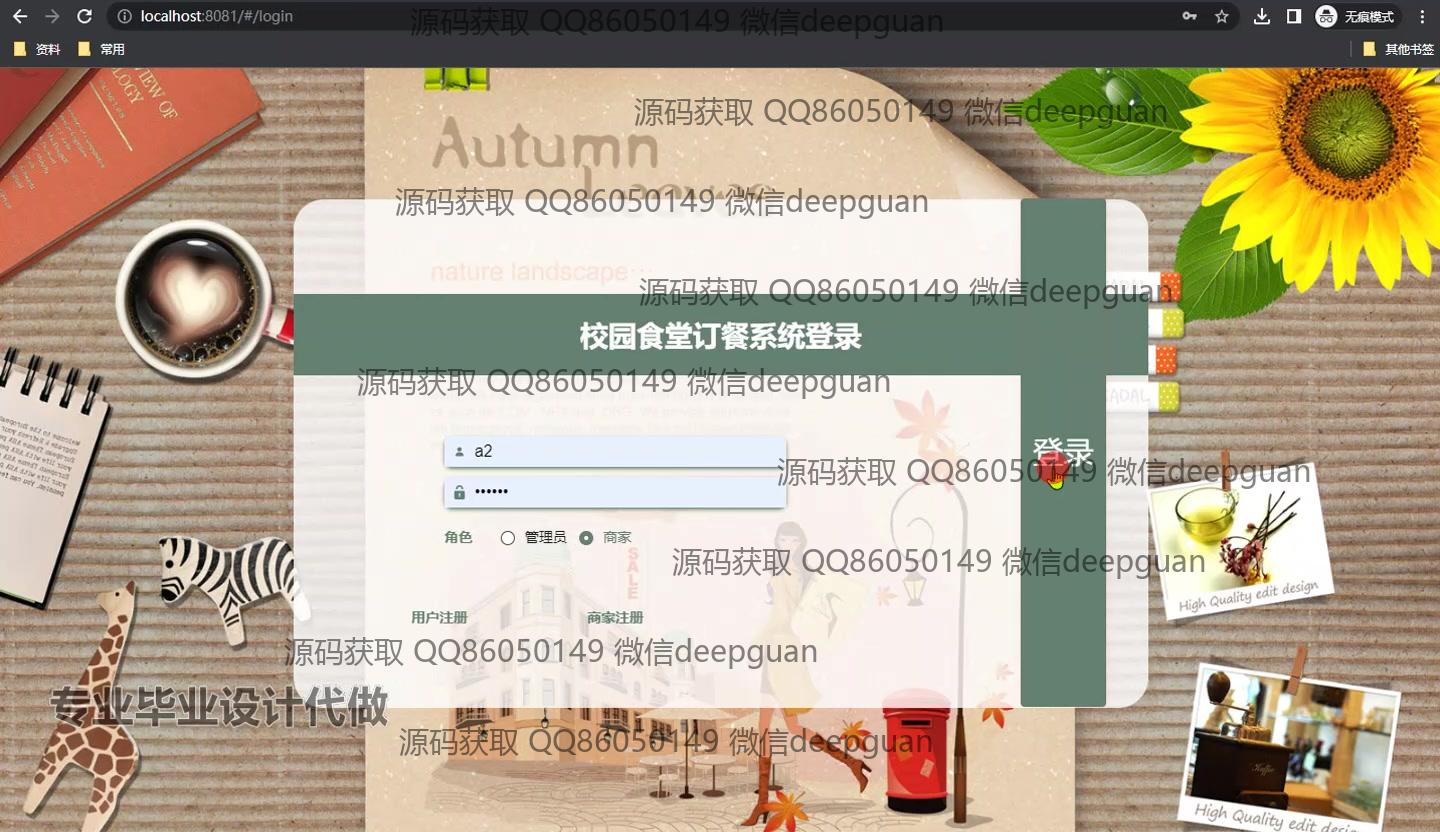 localhost:8081/#/login
无痕模式
资料
常用
其他书签
源码获取 QQ86050149 微信deepguan
源码获取 QQ86050149 微信deepguan
Autumn
源码获取 QQ86050149 微信deepguan
nature landscape...
源码获取 QQ86050149 微信deepguan
校园食堂订餐系统登录
源码获取 QQ86050149 微信deepguan
a2
登录
源码获取 QQ86050149 微信deepguan
••••••
角色
管理员
商家
SALE
源码获取 QQ86050149 微信deepguan
High Quality edit design
用户注册
商家注册
源码获取 QQ86050149 微信deepguan
专业毕业设计代做
源码获取 QQ86050149 微信deepguan
High Quality edit